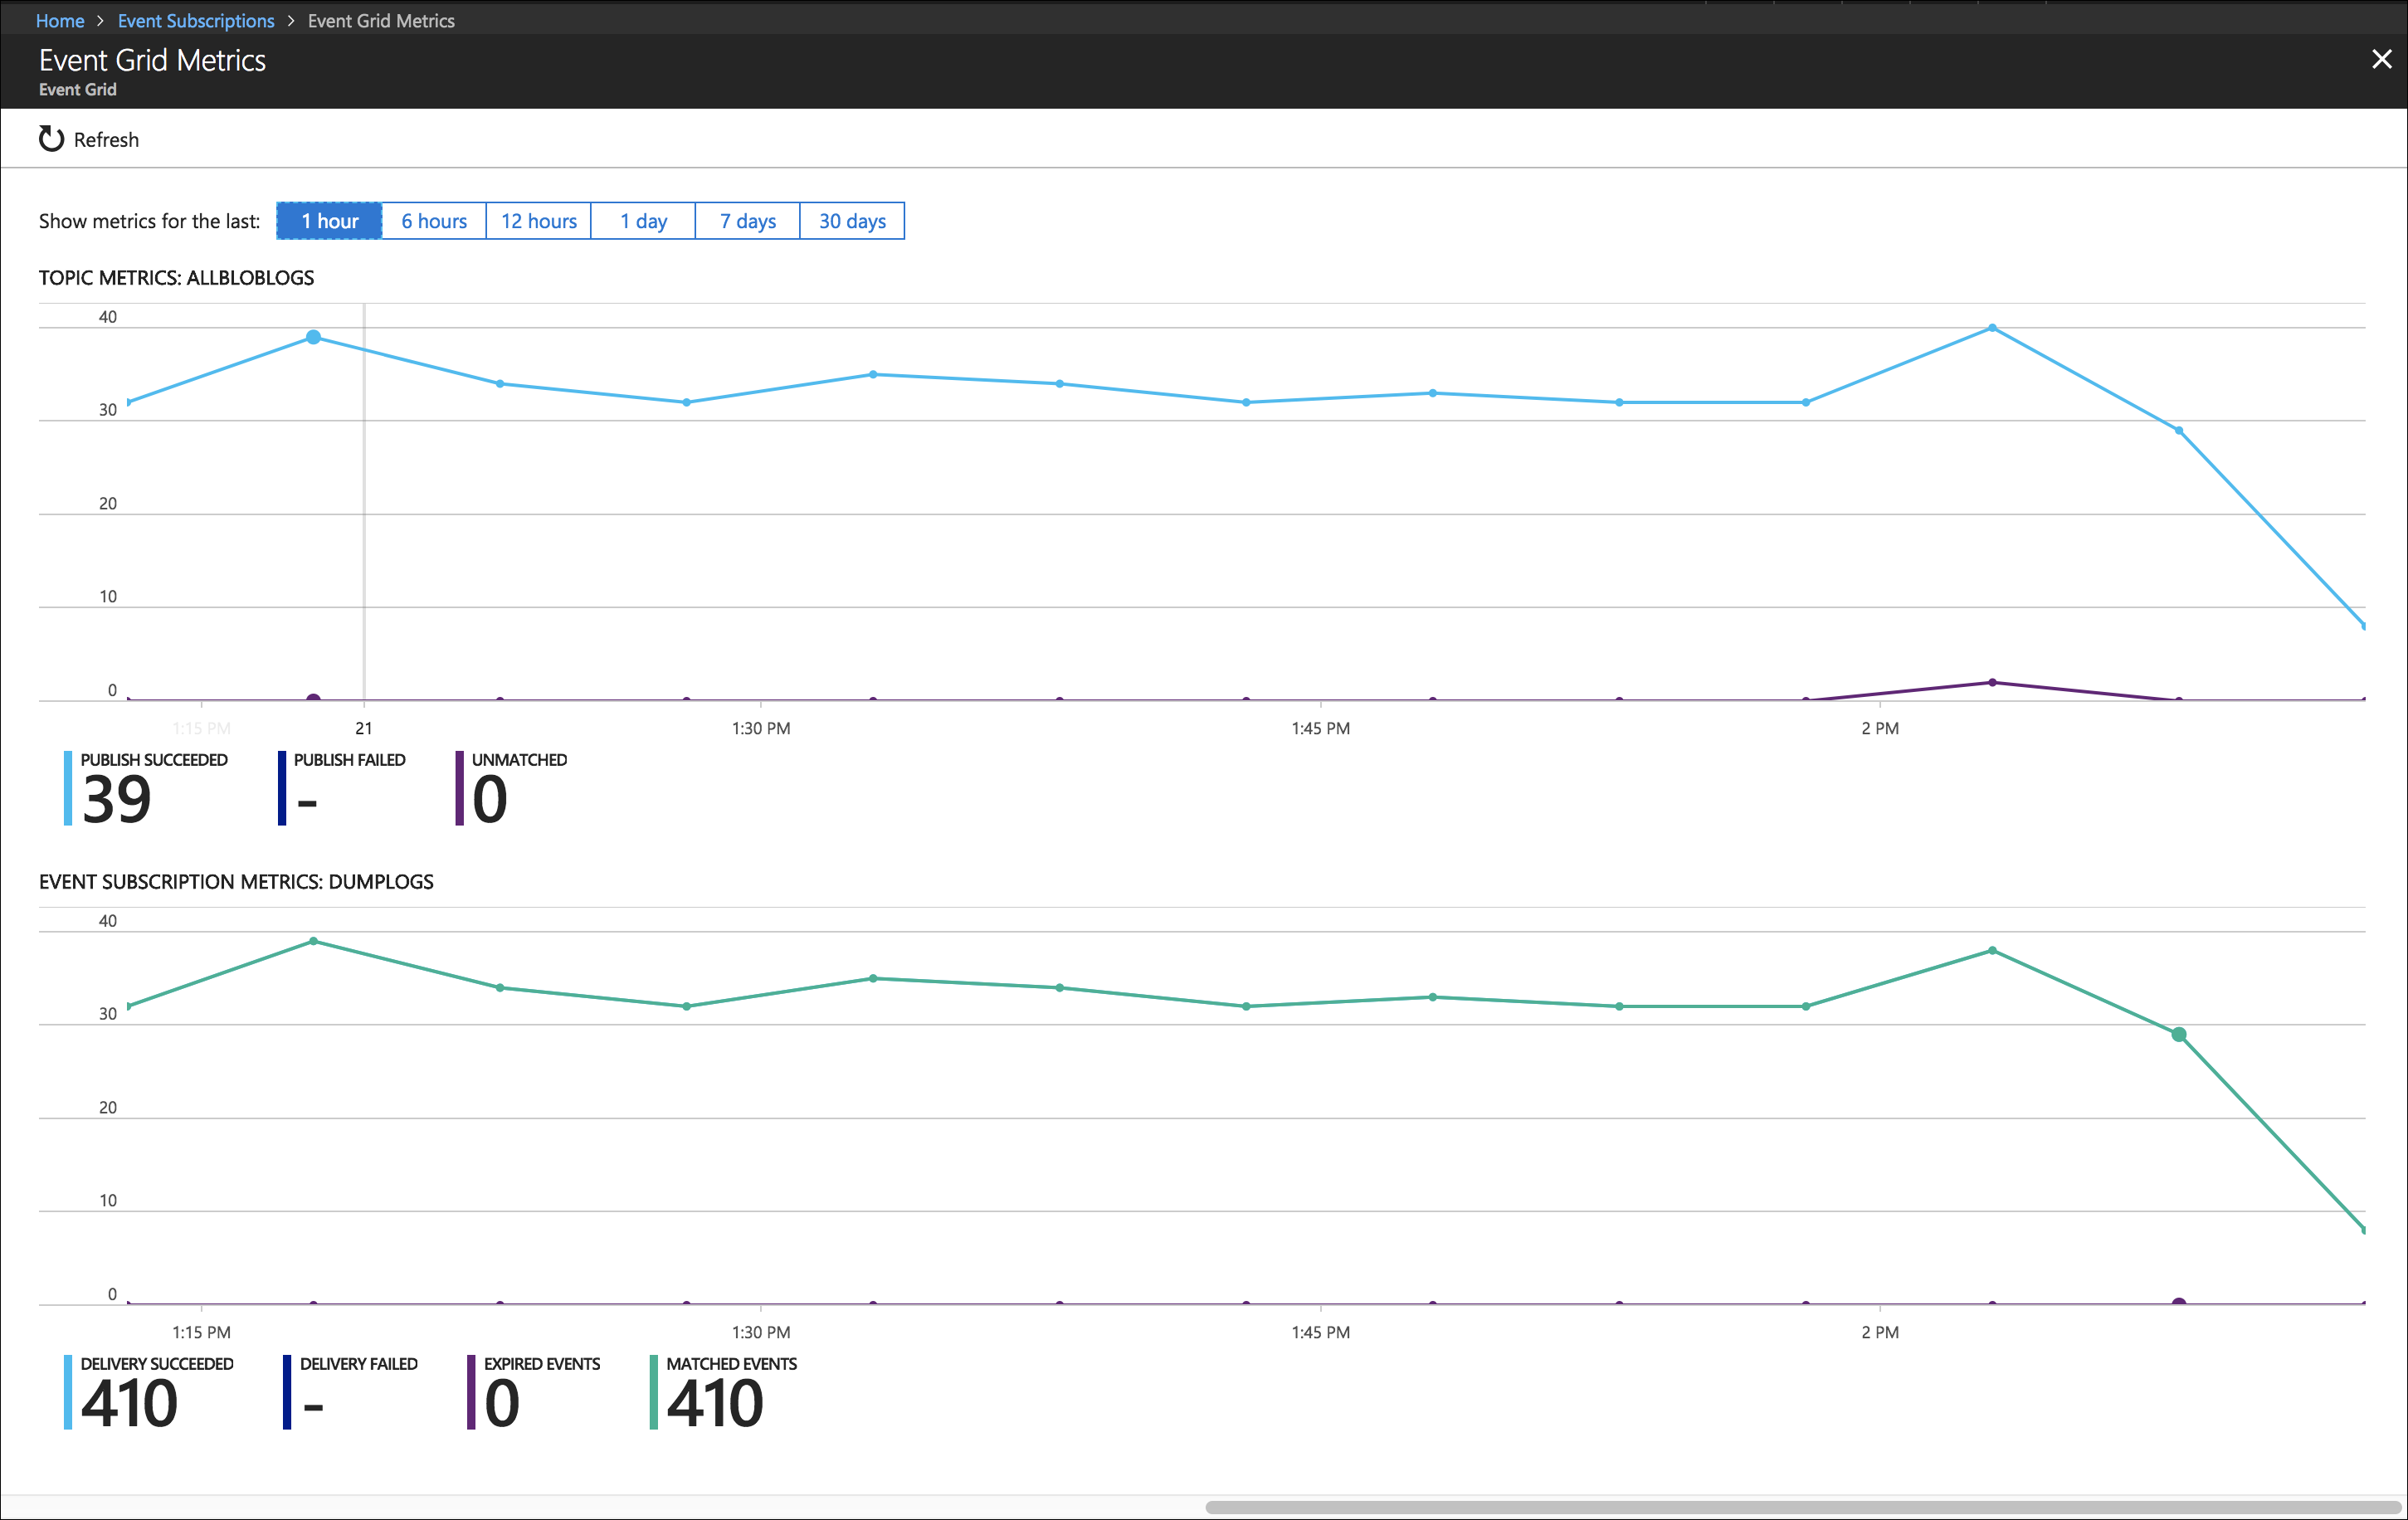 Home > Event Subscriptions > Event Grid Metrics
Event Grid Metrics
Event Grid
Refresh
Show metrics for the last: 1 hour 6 hours 12 hours 1 day 7 days 30 days
TOPIC METRICS: ALLBLOBLOGS
40
30
20
10
0
1:15 PM 21 1:30 PM 1:45 PM 2 PM
PUBLISH SUCCEEDED PUBLISH FAILED UNMATCHED
39 - 0
EVENT SUBSCRIPTION METRICS: DUMPLOGS
40
30
20
10
0
1:15 PM 1:30 PM 1:45 PM 2 PM
DELIVERY SUCCEEDED DELIVERY FAILED EXPIRED EVENTS MATCHED EVENTS
410 - 0 410